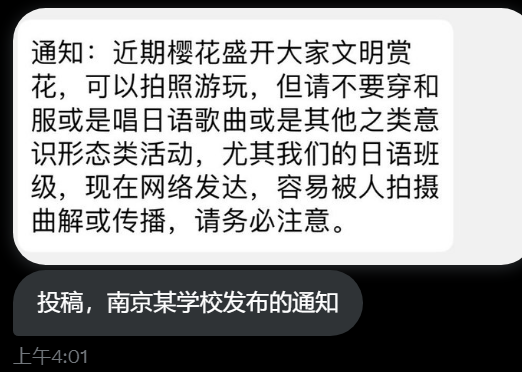 通知：近期樱花盛开大家文明赏
花，可以拍照游玩，但请不要穿和
服或是唱日语歌曲或是其他之类意
识形态类活动，尤其我们的日语班
级，现在网络发达，容易被人拍摄
曲解或传播，请务必注意。
投稿，南京某学校发布的通知
上午4:01